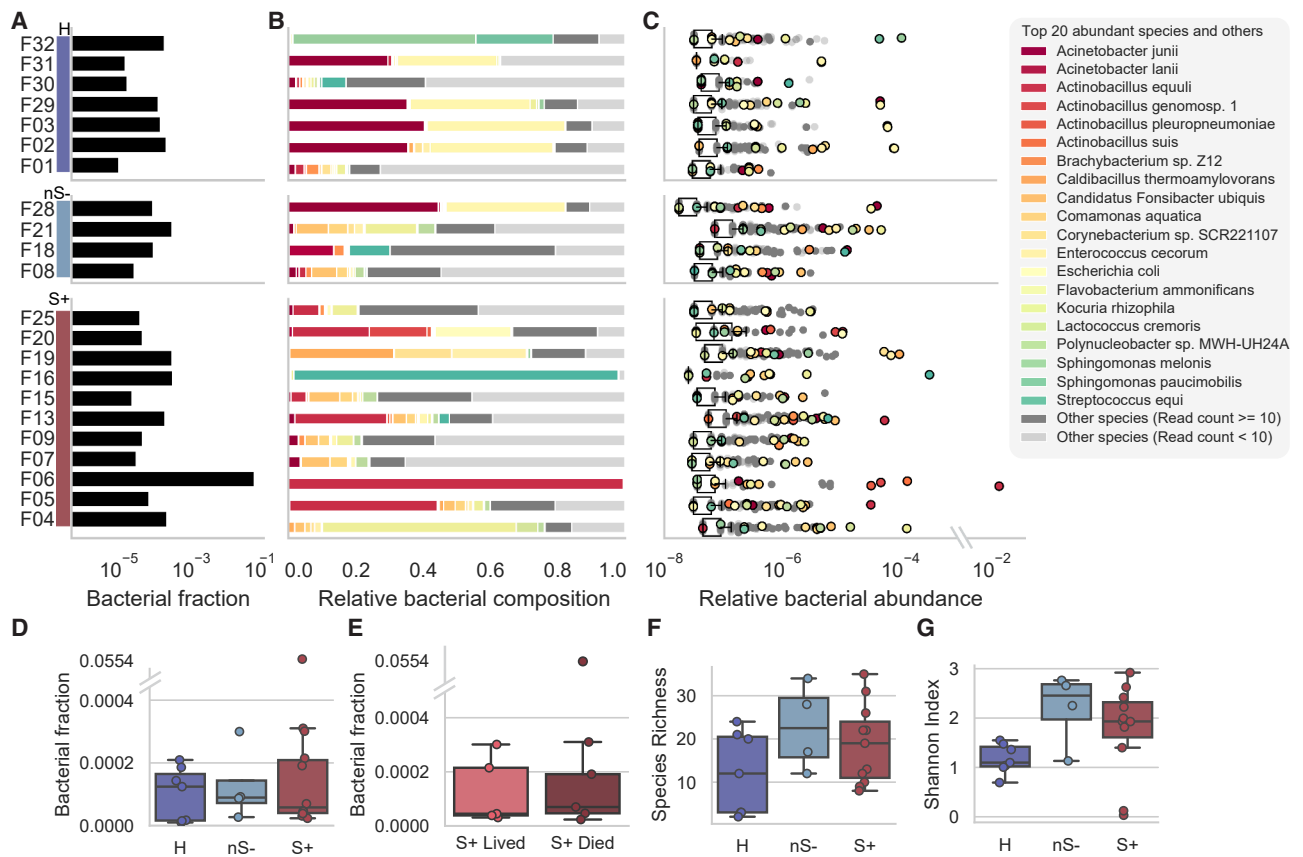 A
B
C
H
F32
F31
F30
F29
F03
F02
F01
nS-
F28
F21
F18
F08
S+
F25
F20
F19
F16
F15
F13
F09
F07
F06
F05
F04
10−5
10−3
10−1
Bacterial fraction
0.0 0.2 0.4 0.6 0.8 1.0
Relative bacterial composition
10−8
10−6
10−4
10−2
Relative bacterial abundance
Top 20 abundant species and others
Acinetobacter junii
Acinetobacter lanii
Actinobacillus equuli
Actinobacillus genomosp. 1
Actinobacillus pleuropneumoniae
Actinobacillus suis
Brachybacterium sp. Z12
Caldibacillus thermoamylovorans
Candidatus Fonsibacter ubiquis
Comamonas aquatica
Corynebacterium sp. SCR221107
Enterococcus cecorum
Escherichia coli
Flavobacterium ammonificans
Kocuria rhizophila
Lactococcus cremoris
Polynucleobacter sp. MWH-UH24A
Sphingomonas melonis
Sphingomonas paucimobilis
Streptococcus equi
Other species (Read count >= 10)
Other species (Read count < 10)
D
Bacterial fraction
0.0554
0.0004
0.0002
0.0000
H nS- S+
E
Bacterial fraction
0.0554
0.0004
0.0002
0.0000
S+ Lived S+ Died
F
Species Richness
30
20
10
H nS- S+
G
Shannon Index
3
2
1
0
H nS- S+